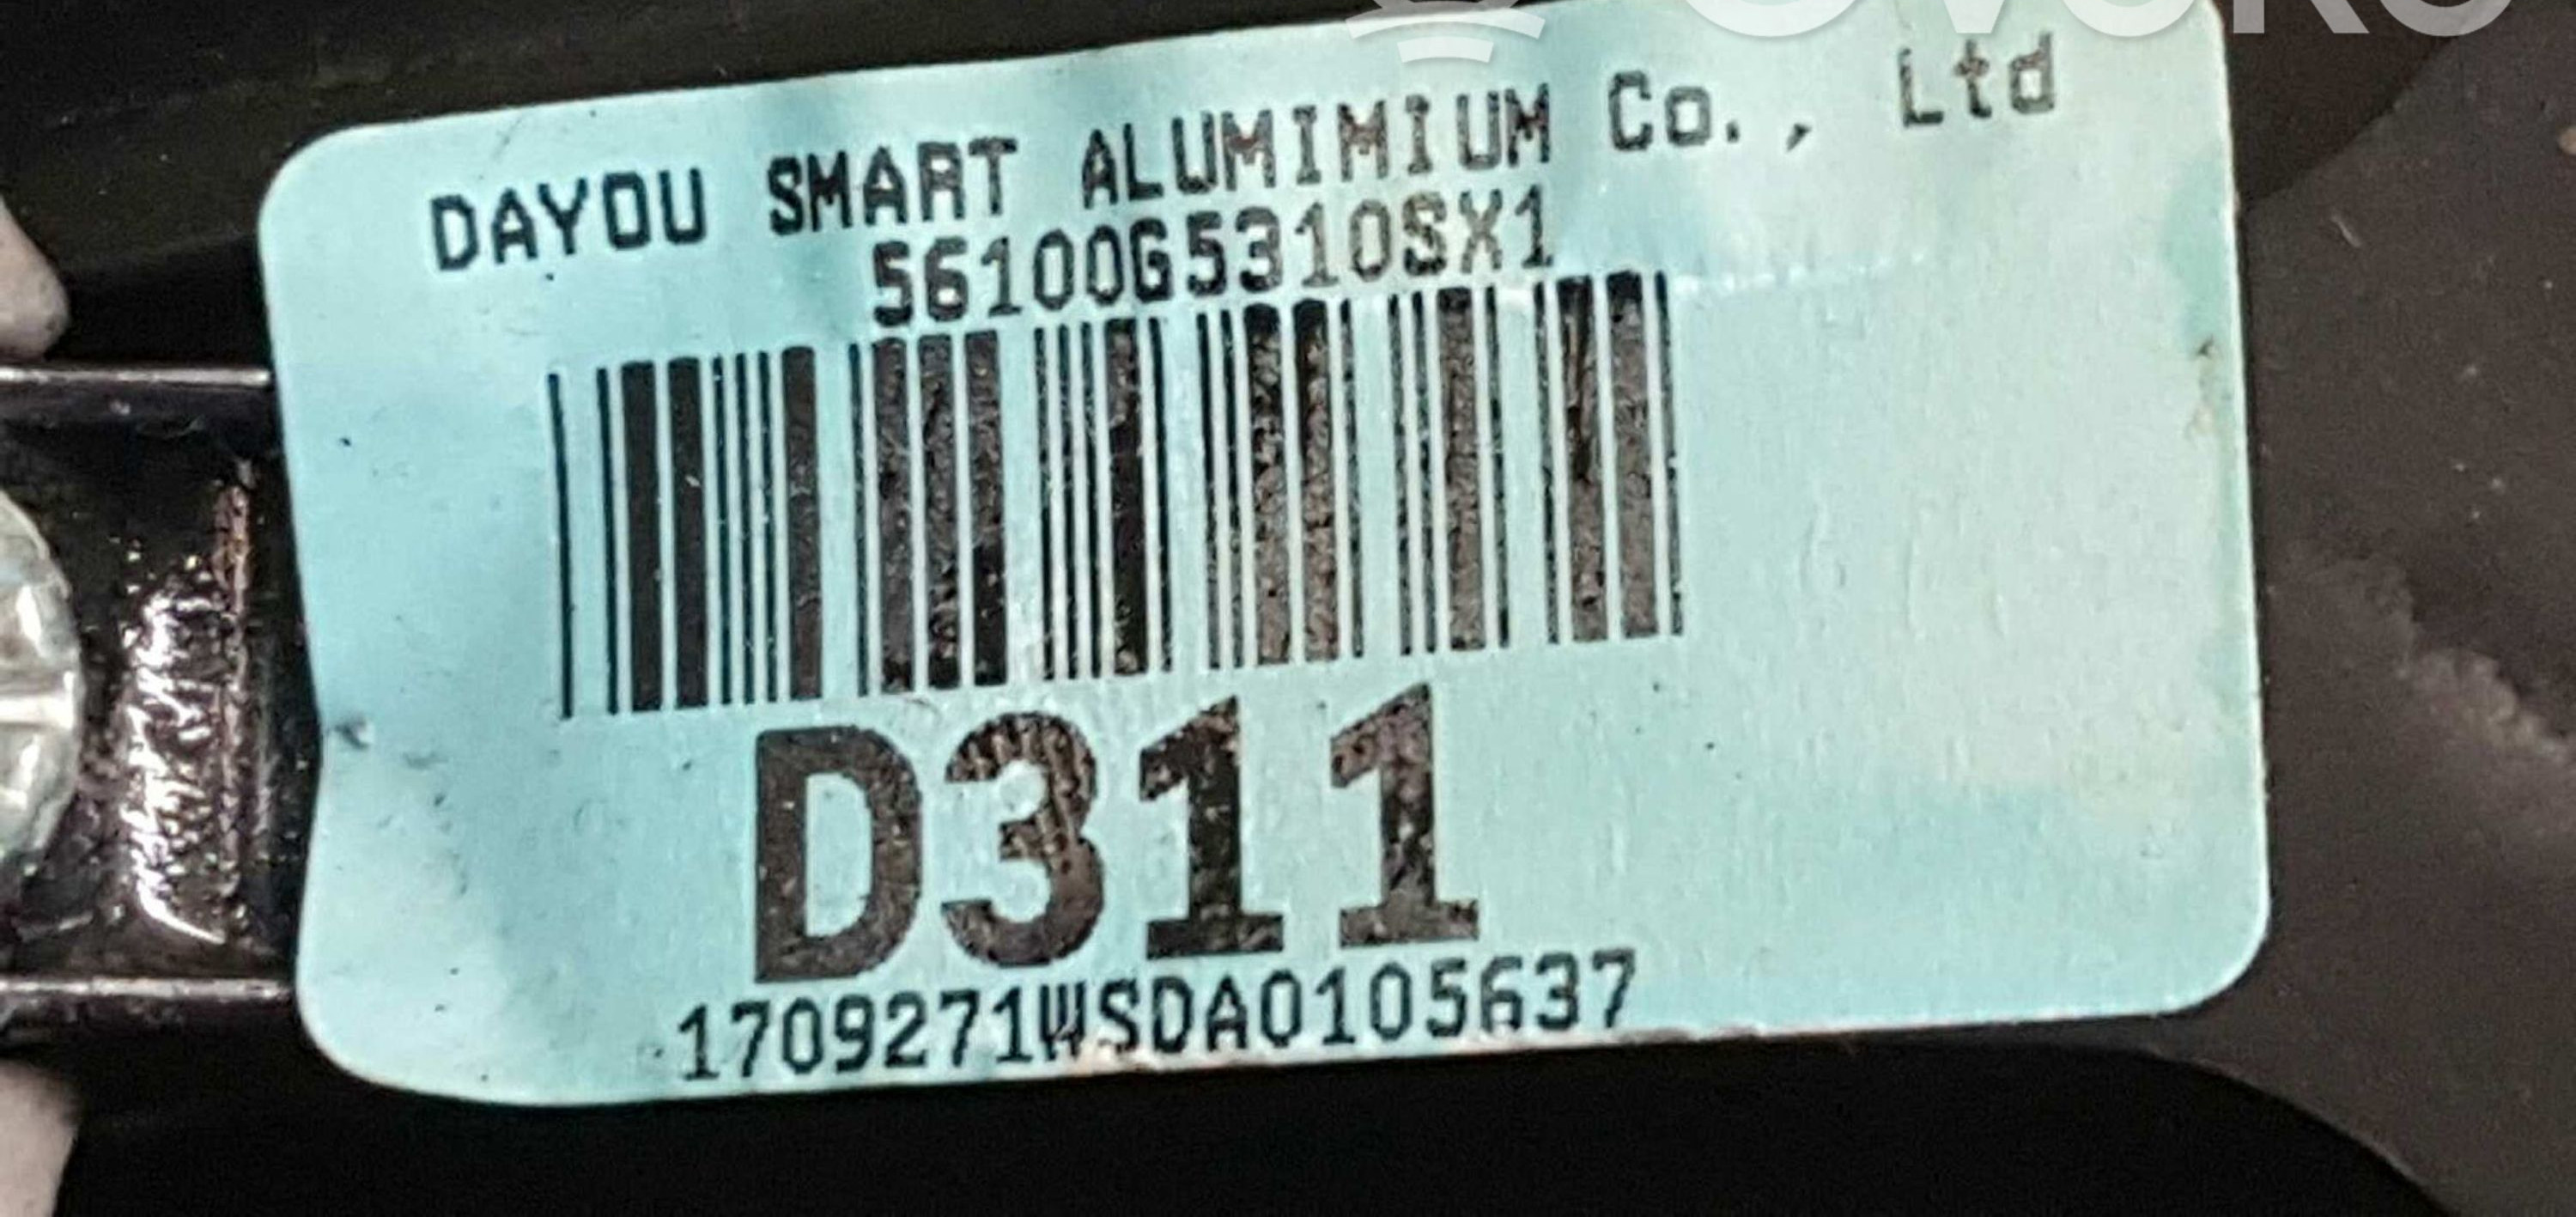 DAYOU SMART ALUMIMIUM Co., Ltd
56100G5310SX1
D311
1709271WSDA0105637